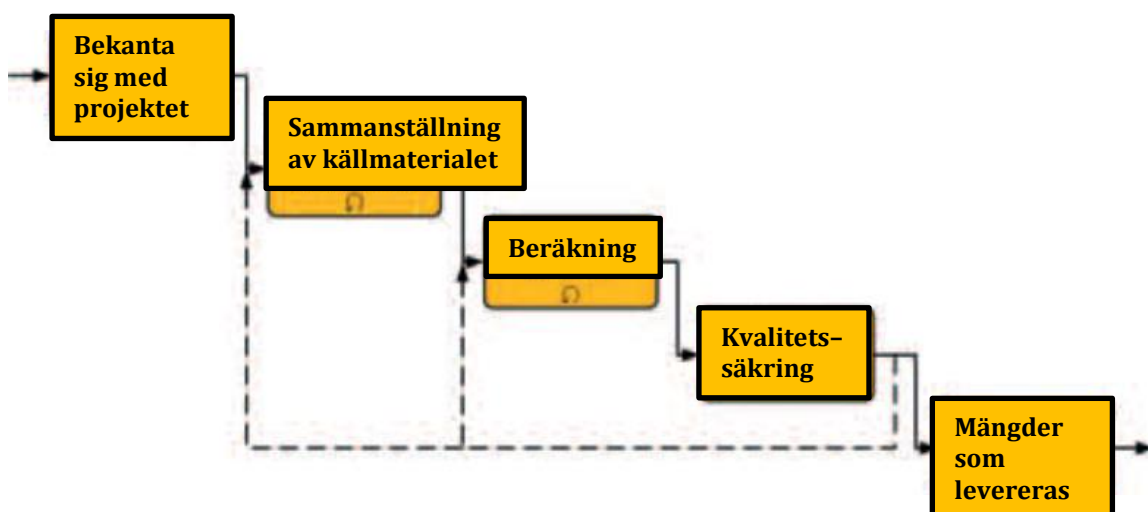 Bekanta
sig med
projektet
Sammanställning
av källmaterialet
Beräkning
Kvalitets–
säkring
Mängder
som
levereras